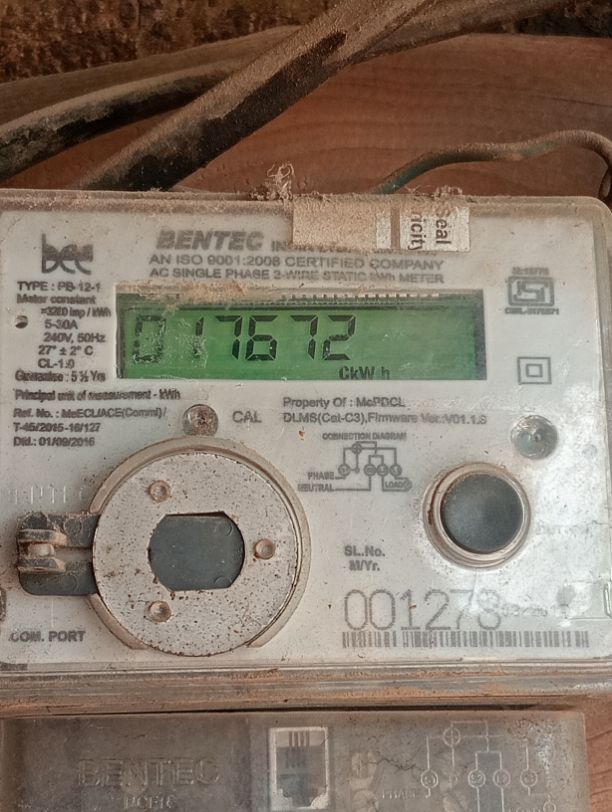 bee
BENTEC
AN ISO 9001:2008 CERTIFIED COMPANY
AC SINGLE PHASE 2-WIRE STATIC kWh METER
TYPE : PB-12-1
Meter constant
=3200 imp / kWh
5-30A
240V, 50Hz
27° ± 2° C
CL-1.0
Guarantee : 5 ½ Yrs
017672
CkW h
Principal unit of measurement - kWh
Ref. No. : MeECL/ACE(Comml)/
T-45/2015-16/127
Dtd.: 01/09/2016
CAL
Property Of : MePDCL
DLMS(Cat-C3),Firmware Ver.:V01.1.
CONNECTION DIAGRAM
PHASE
NEUTRAL
LOAD
Seal
BENTEC
SL.No.
M/Yr.
001278
COM. PORT
BENTEC
PHASE